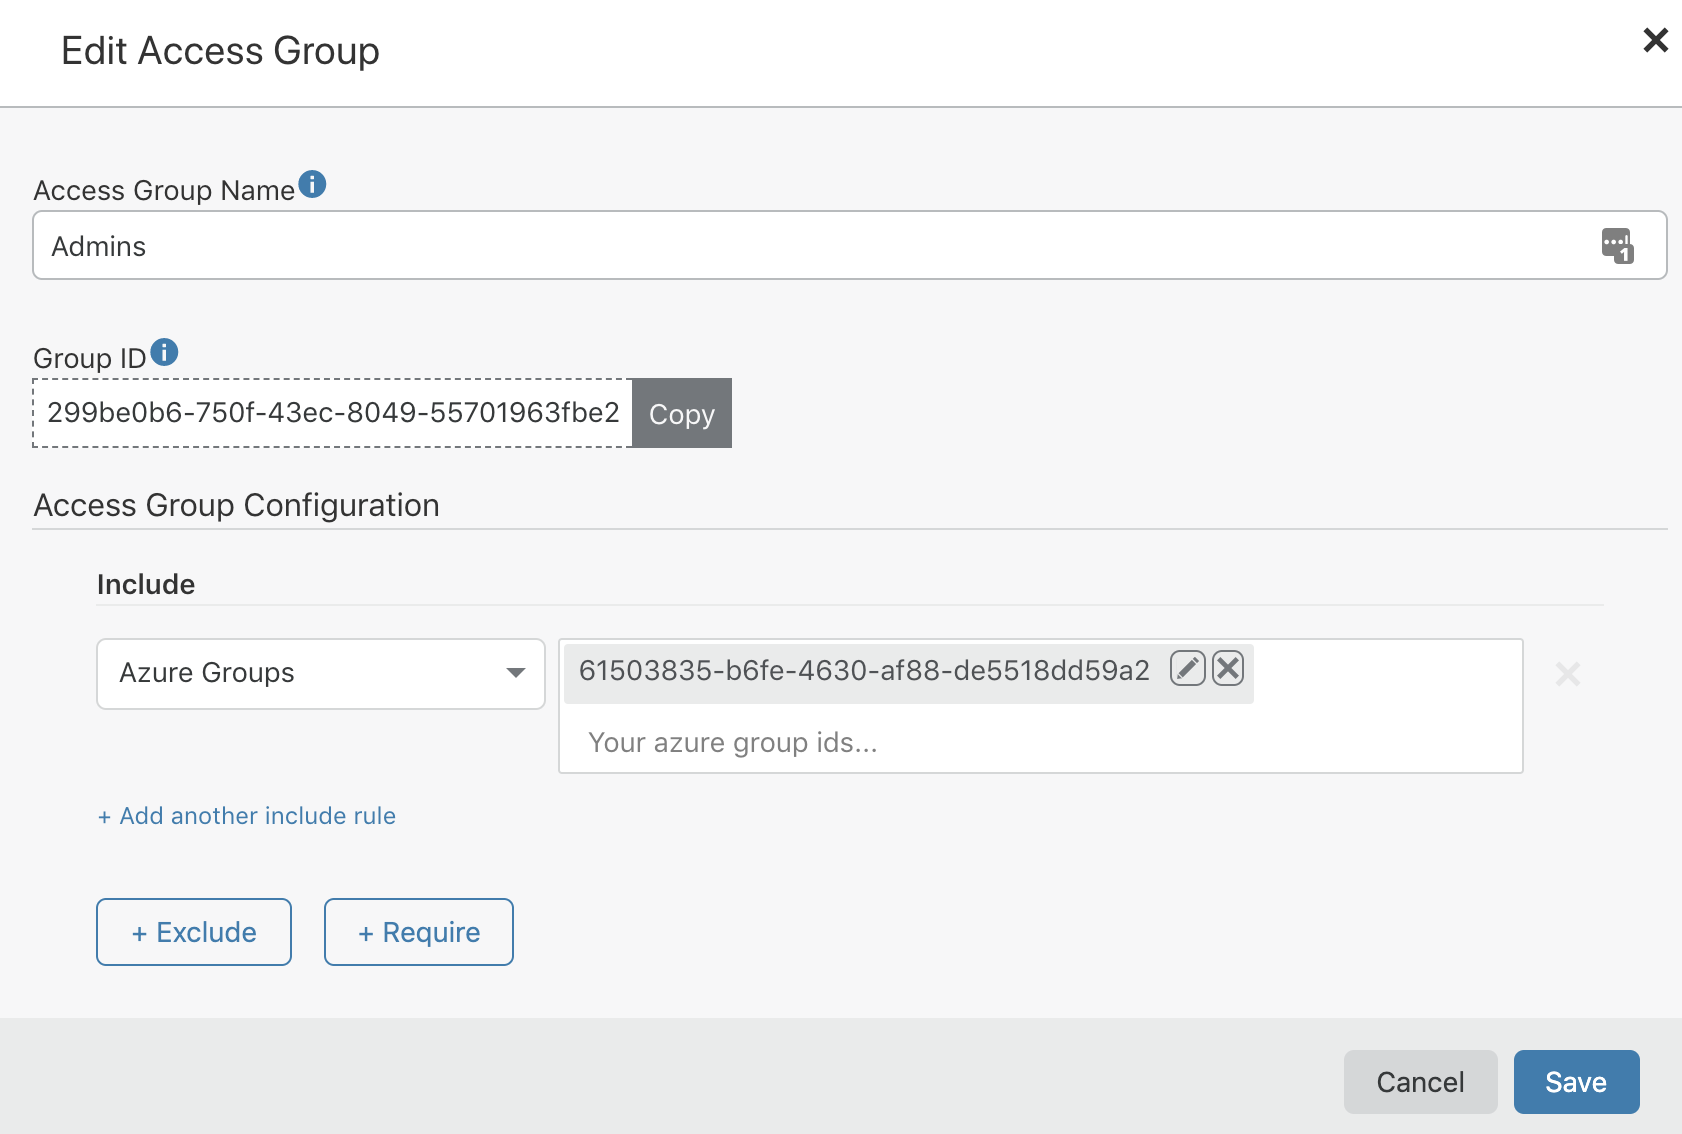 Edit Access Group
Access Group Name
Admins
1
Group ID
299be0b6-750f-43ec-8049-55701963fbe2 Copy
Access Group Configuration
Include
Azure Groups 61503835-b6fe-4630-af88-de5518dd59a2
Your azure group ids...
+ Add another include rule
+ Exclude + Require
Cancel Save